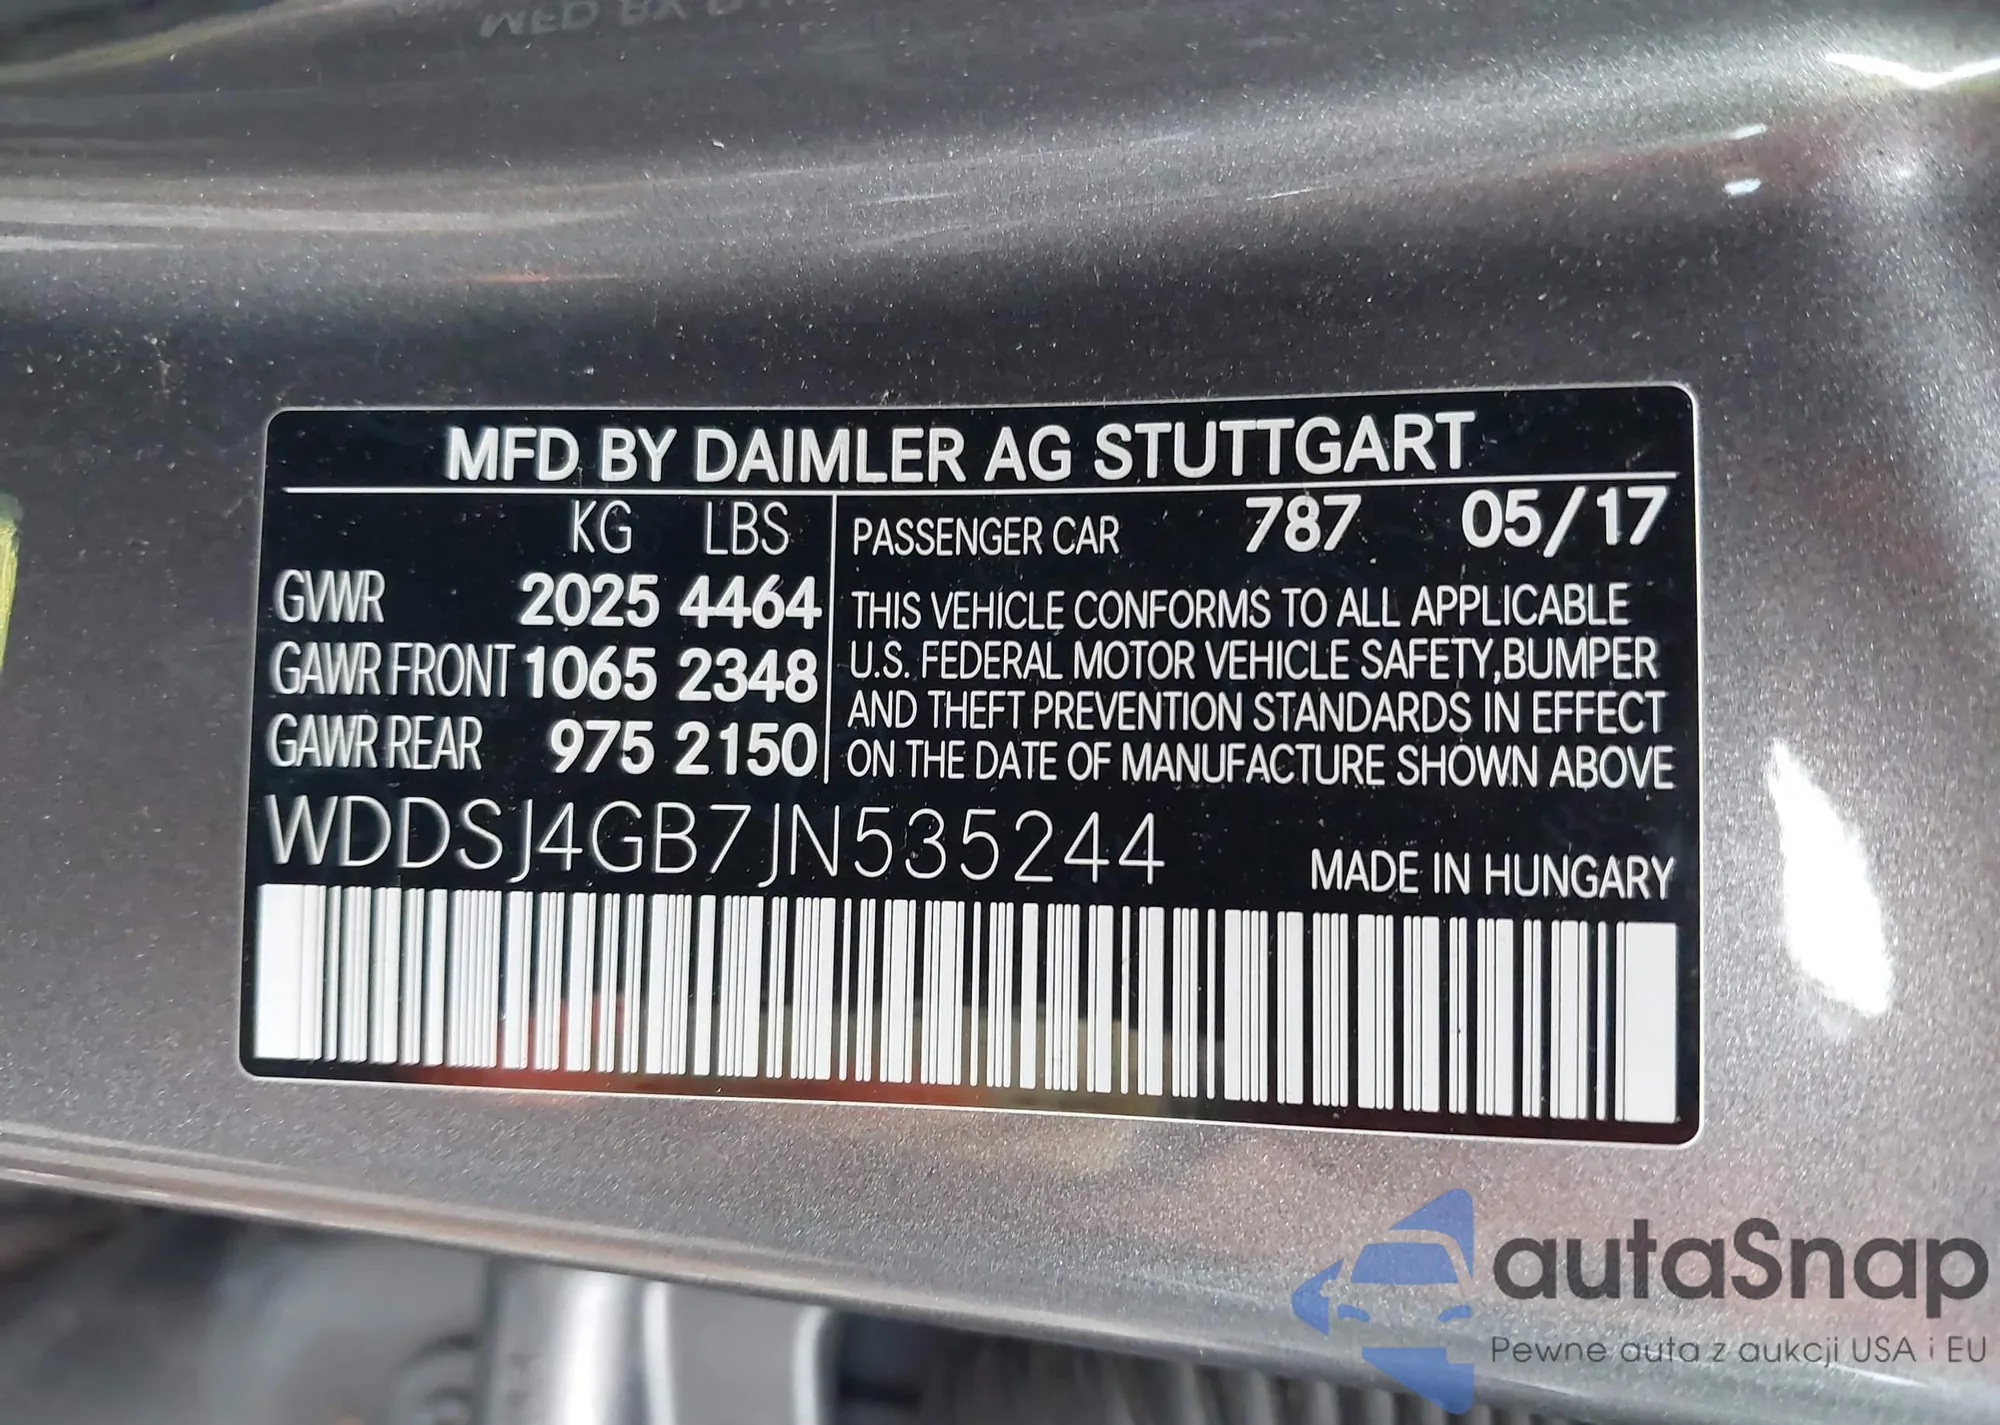 MFD BY DAIMLER AG STUTTGART
KG LBS
GVWR 2025 4464
GAWR FRONT 1065 2348
GAWR REAR 975 2150
PASSENGER CAR 787 05/17
THIS VEHICLE CONFORMS TO ALL APPLICABLE
U.S. FEDERAL MOTOR VEHICLE SAFETY,BUMPER
AND THEFT PREVENTION STANDARDS IN EFFECT
ON THE DATE OF MANUFACTURE SHOWN ABOVE
WDDSJ4GB7JN535244
MADE IN HUNGARY
autaSnap
Pewne auta z aukcji USA i EU